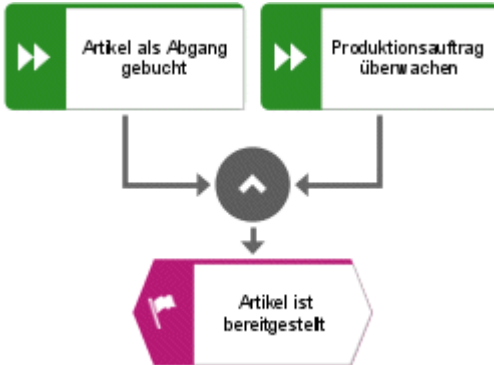 Artikel als Abgang
gebucht
Produktionsauftrag
überwachen
Artikel ist
bereitgestellt